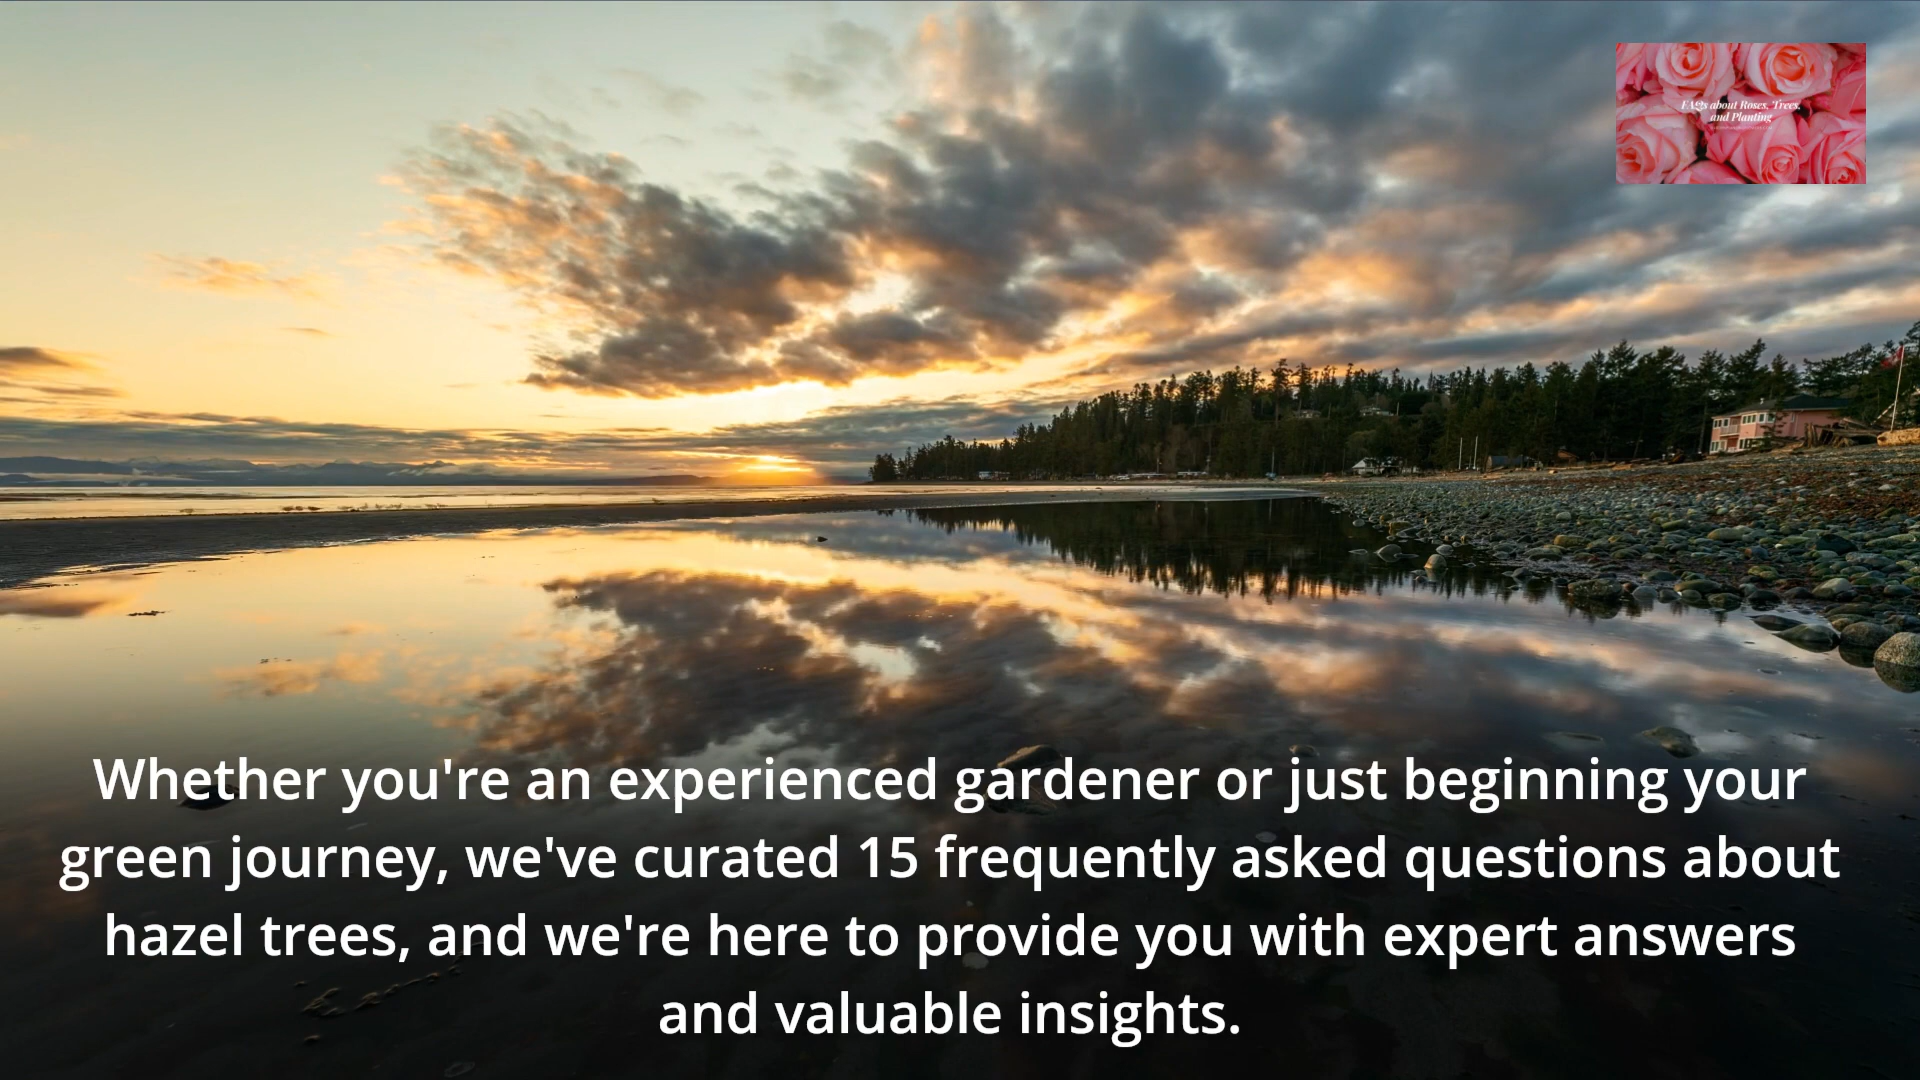 FAQs about Roses, Trees,
and Planting
Whether you're an experienced gardener or just beginning your
green journey, we've curated 15 frequently asked questions about
hazel trees, and we're here to provide you with expert answers
and valuable insights.